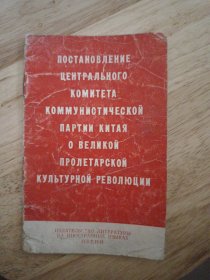 ПОСТАНОВЛЕНИЕ
ЦЕНТРАЛЬНОГО
КОМИТЕТА
КОММУНИСТИЧЕСКОЙ
ПАРТИИ КИТАЯ
О ВЕЛИКОЙ
ПРОЛЕТАРСКОЙ
КУЛЬТУРНОЙ РЕВОЛЮЦИИ
ИЗДАТЕЛЬСТВО ЛИТЕРАТУРЫ
НА ИНОСТРАННЫХ ЯЗЫКАХ
ПЕКИН